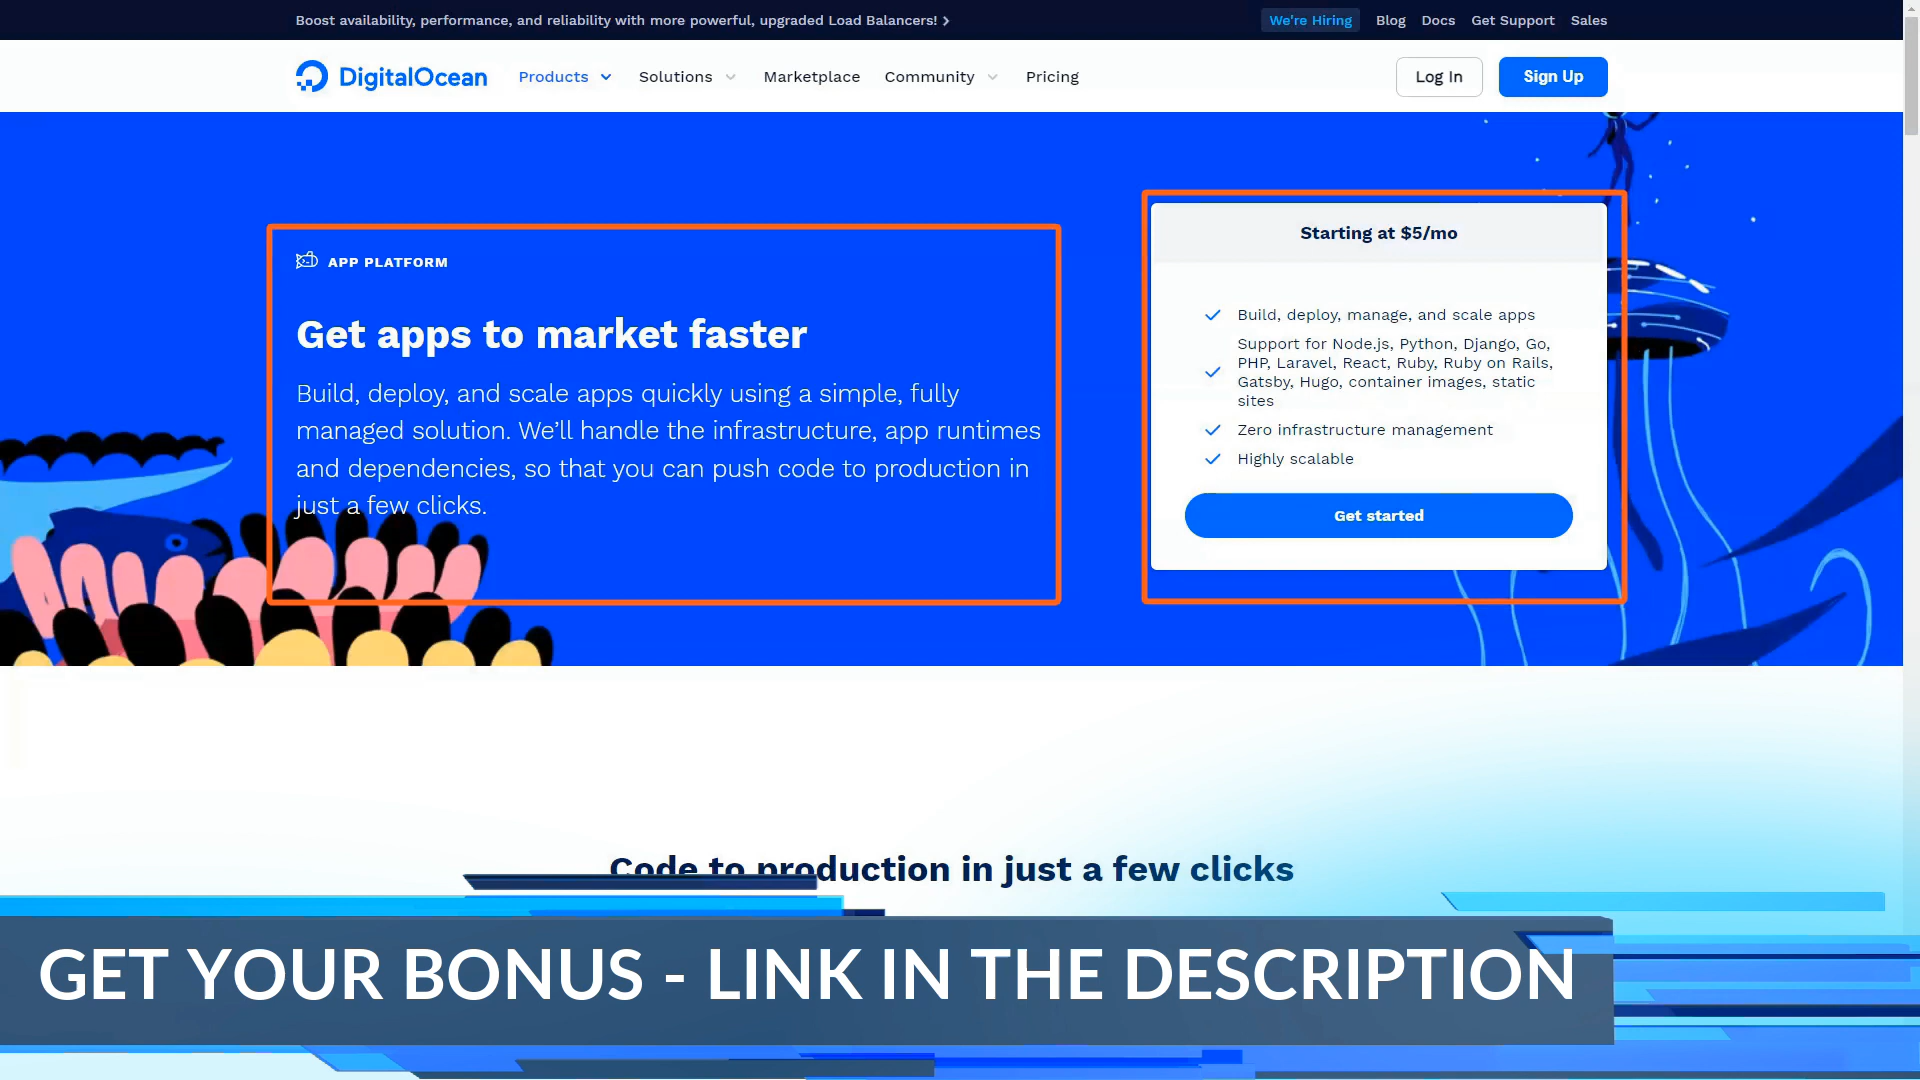 Boost availability, performance, and reliability with more powerful, upgraded Load Balancers!
We're Hiring Blog Docs Get Support Sales
DigitalOcean Products Solutions Marketplace Community Pricing Log In Sign Up
APP PLATFORM
Get apps to market faster
Build, deploy, and scale apps quickly using a simple, fully
managed solution. We’ll handle the infrastructure, app runtimes
and dependencies, so that you can push code to production in
just a few clicks.
Starting at $5/mo
Build, deploy, manage, and scale apps
Support for Node.js, Python, Django, Go,
PHP, Laravel, React, Ruby, Ruby on Rails,
Gatsby, Hugo, container images, static
sites
Zero infrastructure management
Highly scalable
Get started
Code to production in just a few clicks
GET YOUR BONUS - LINK IN THE DESCRIPTION